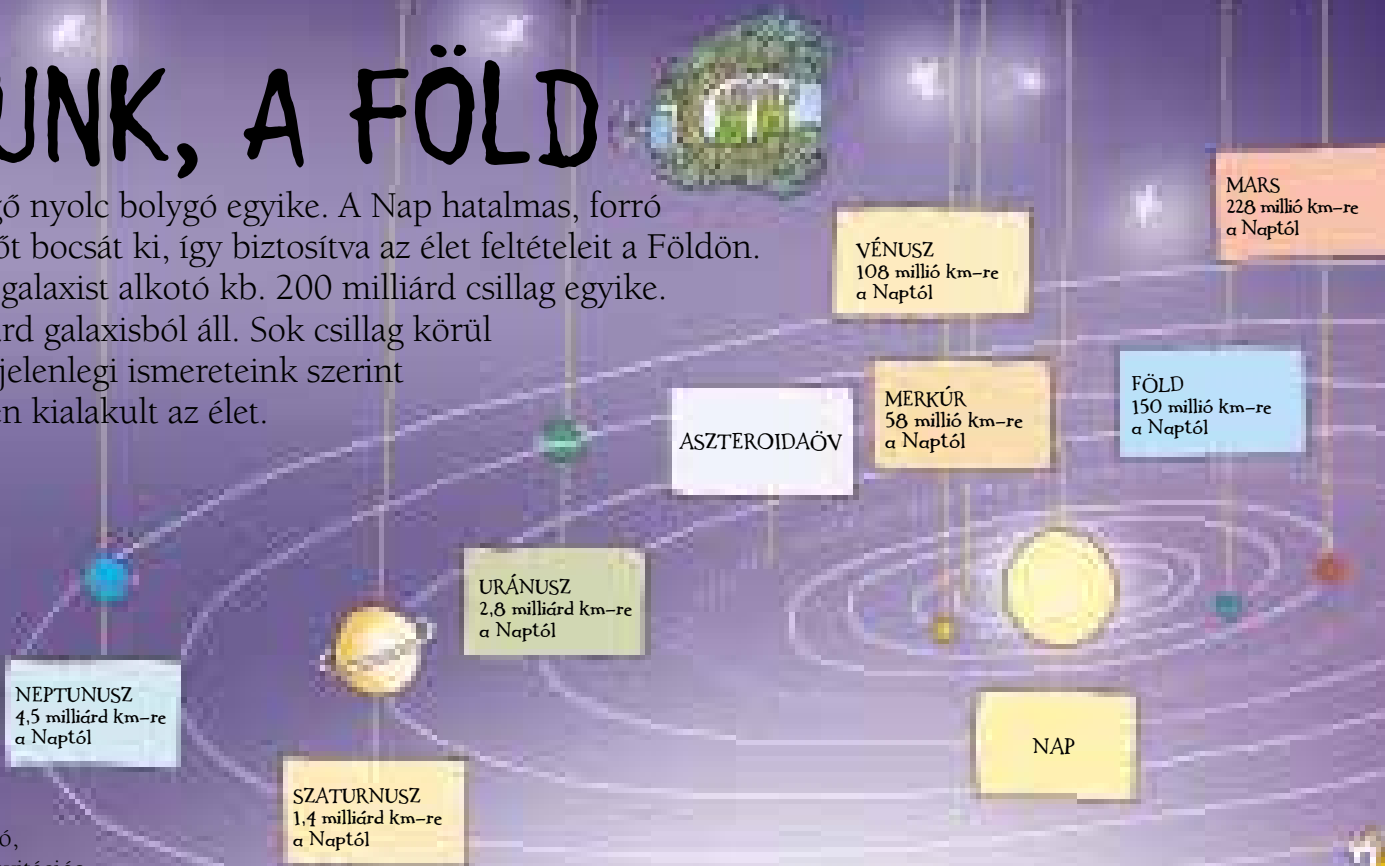 UNK, A FÖLD
nyolc bolygó egyike. A Nap hatalmas, forró
bocsát ki, így biztosítva az élet feltételeit a Földön.
galaxist alkotó kb. 200 milliárd csillag egyike.
galaxisból áll. Sok csillag körül
jelenlegi ismereteink szerint
kialakult az élet.
MARS
228 millió km-re
a Naptól
VÉNUSZ
108 millió km-re
a Naptól
FÖLD
150 millió km-re
a Naptól
MERKÚR
58 millió km-re
a Naptól
ASZTEROIDAÖV
URÁNUSZ
2,8 milliárd km-re
a Naptól
NEPTUNUSZ
4,5 milliárd km-re
a Naptól
NAP
SZATURNUSZ
1,4 milliárd km-re
a Naptól